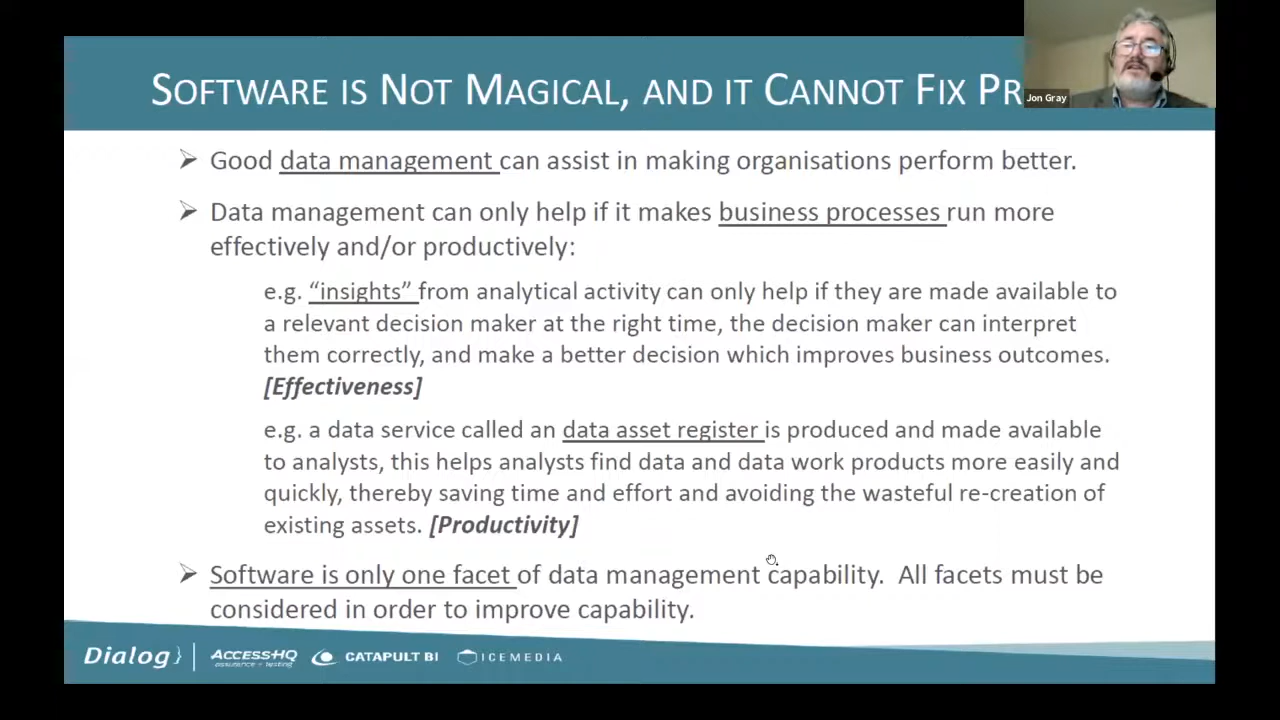 SOFTWARE IS NOT MAGICAL, AND IT CANNOT FIX PR
Jon Gray
➢ Good data management can assist in making organisations perform better.
➢ Data management can only help if it makes business processes run more
effectively and/or productively:
e.g. “insights” from analytical activity can only help if they are made available to
a relevant decision maker at the right time, the decision maker can interpret
them correctly, and make a better decision which improves business outcomes.
[Effectiveness]
e.g. a data service called an data asset register is produced and made available
to analysts, this helps analysts find data and data work products more easily and
quickly, thereby saving time and effort and avoiding the wasteful re-creation of
existing assets. [Productivity]
➢ Software is only one facet of data management capability.  All facets must be
considered in order to improve capability.
Dialog} ACCESSHQ CATAPULT BI ICEMEDIA
assurance + testing